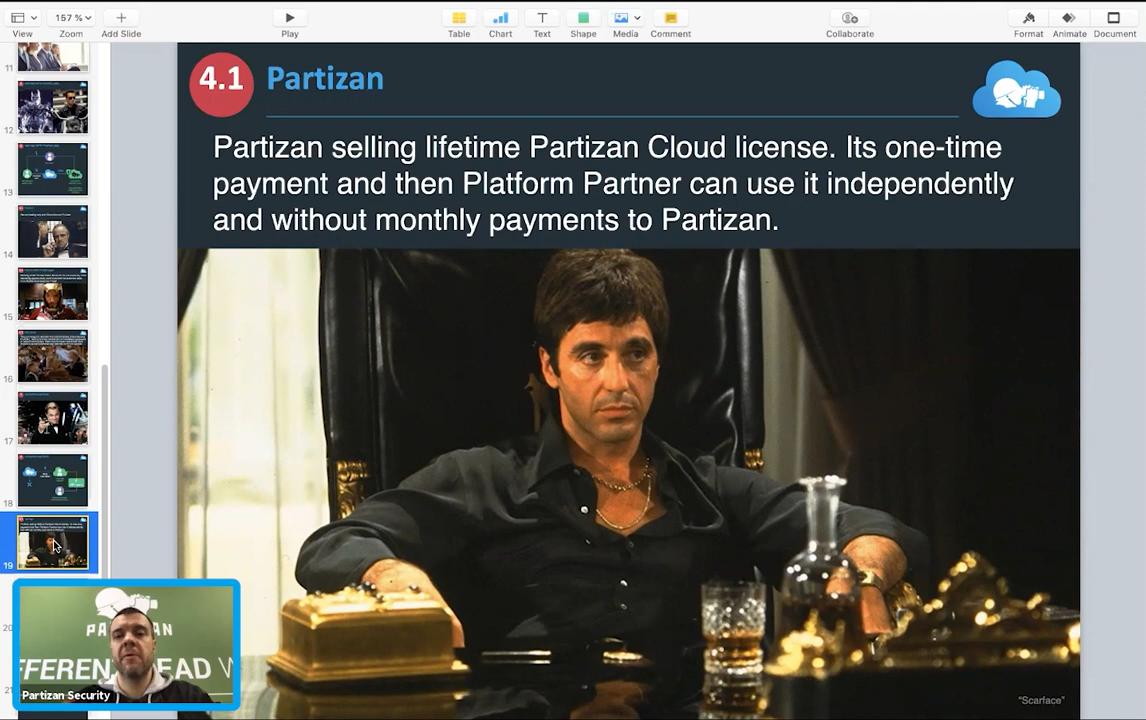 157 %
View
Zoom
Add Slide
Play
Table
Chart
Text
Shape
Media
Comment
Collaborate
Format
Animate
Document
4.1
Partizan
Partizan selling lifetime Partizan Cloud license. Its one-time
payment and then Platform Partner can use it independently
and without monthly payments to Partizan.
11
12
13
14
15
16
17
18
19
20
21
Partizan Security
"Scarface"